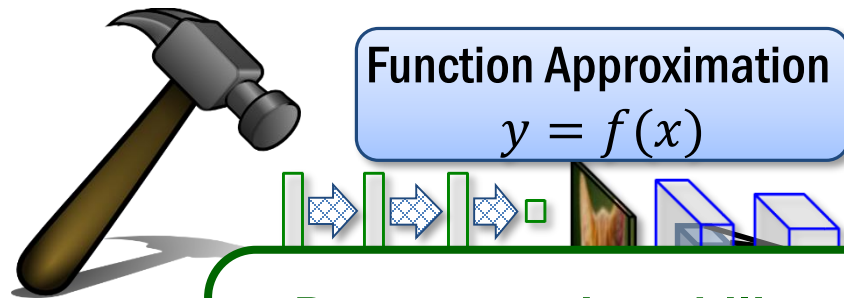 Function Approximation
y = f(x)